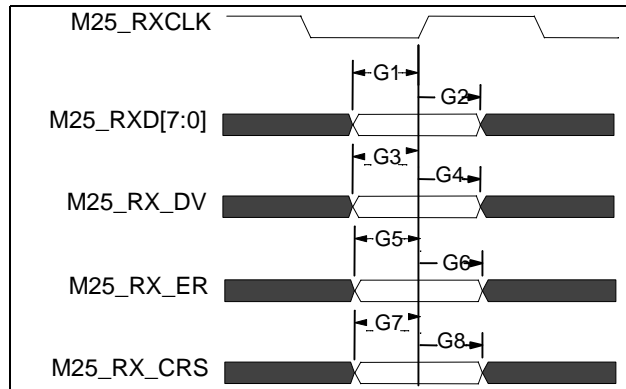 M25_RXCLK
G1
G2
M25_RXD[7:0]
G3
G4
M25_RX_DV
G5
G6
M25_RX_ER
G7
G8
M25_RX_CRS